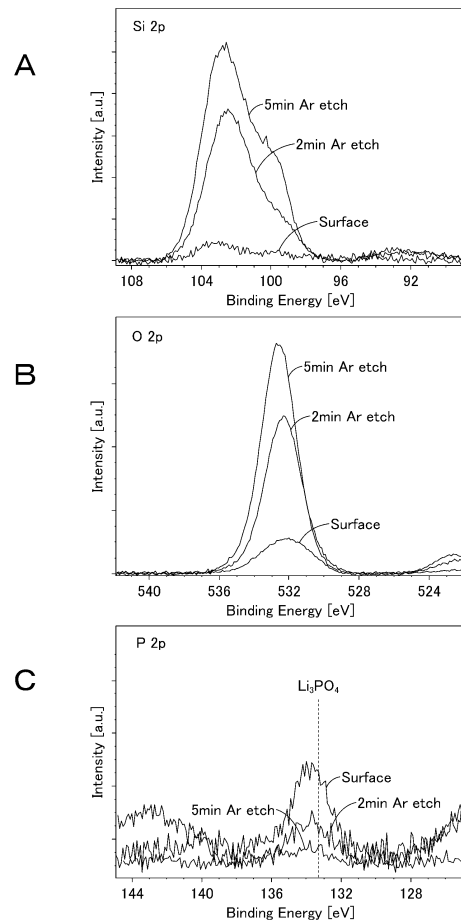 A
Si 2p
Intensity [a.u.]
5min Ar etch
2min Ar etch
Surface
108 104 100 96 92
Binding Energy [eV]
B
O 2p
Intensity [a.u.]
5min Ar etch
2min Ar etch
Surface
540 536 532 528 524
Binding Energy [eV]
C
P 2p
Intensity [a.u.]
Li₃PO₄
Surface
5min Ar etch
2min Ar etch
144 140 136 132 128
Binding Energy [eV]